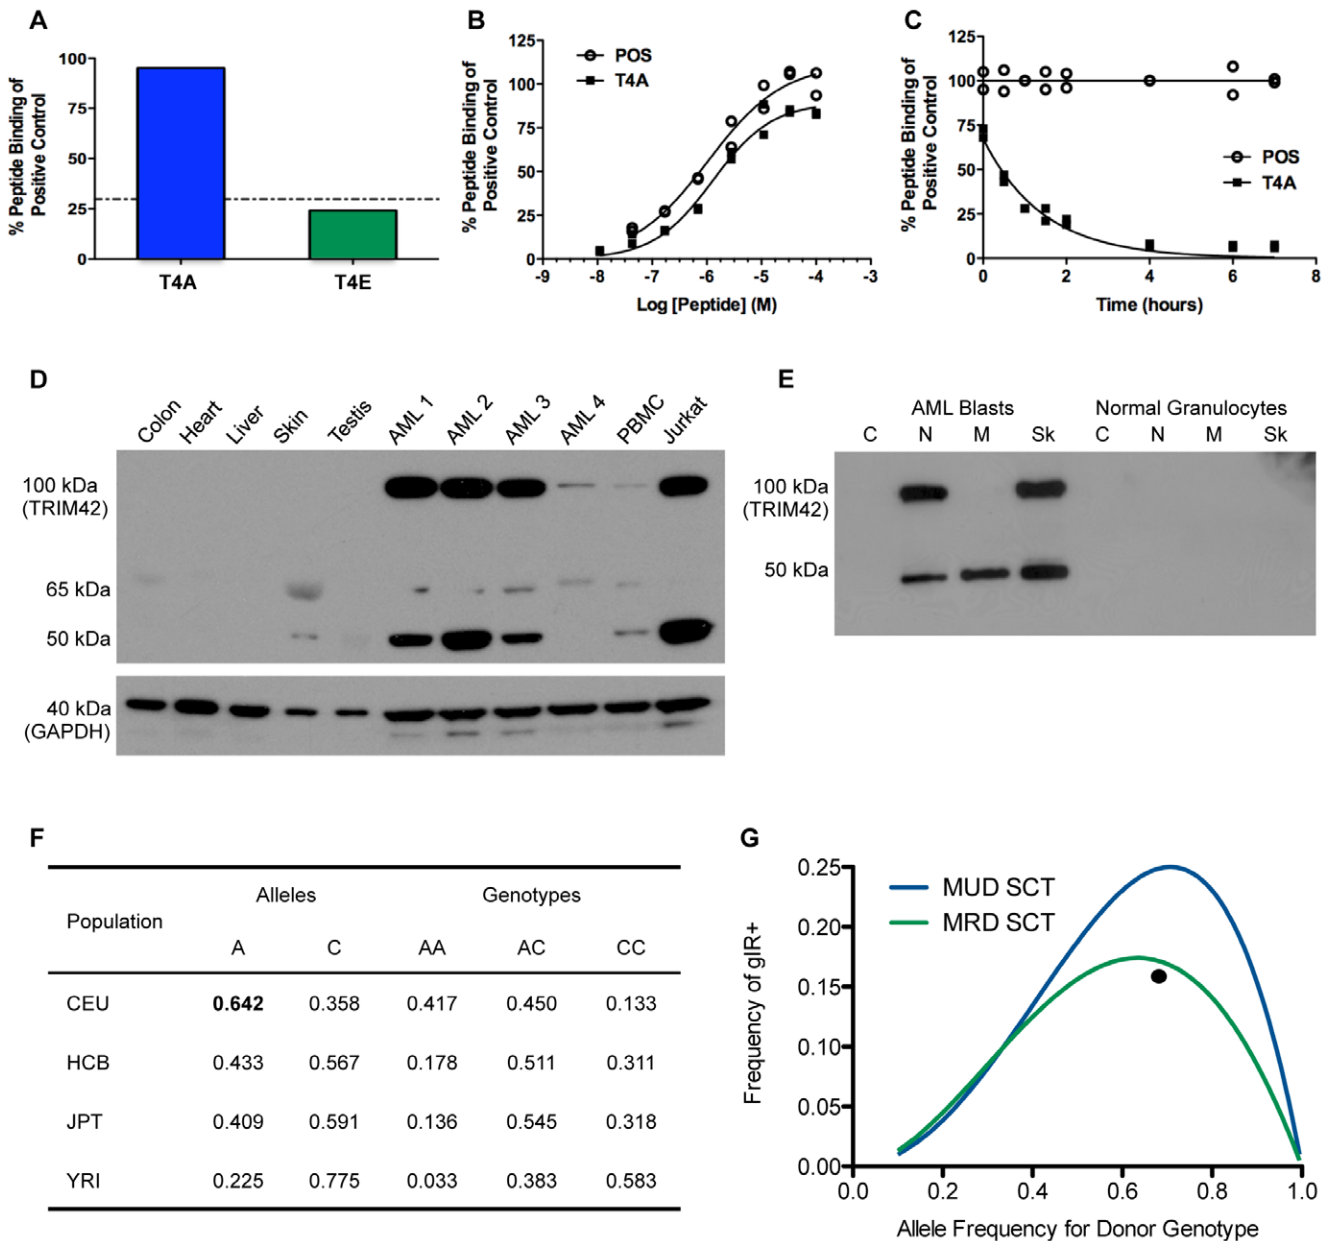 A
% Peptide Binding of
Positive Control
100
75
50
25
0
T4A
T4E
B
% Peptide Binding of
Positive Control
125
100
75
50
25
0
POS
T4A
-9 -8 -7 -6 -5 -4 -3
Log [Peptide] (M)
C
% Peptide Binding of
Positive Control
125
100
75
50
25
0
POS
T4A
0 2 4 6 8
Time (hours)
D
Colon Heart Liver Skin Testis AML 1 AML 2 AML 3 AML 4 PBMC Jurkat
100 kDa
(TRIM42)
65 kDa
50 kDa
40 kDa
(GAPDH)
E
AML Blasts Normal Granulocytes
C N M Sk C N M Sk
100 kDa
(TRIM42)
50 kDa
F
Alleles Genotypes
Population
A C AA AC CC
CEU 0.642 0.358 0.417 0.450 0.133
HCB 0.433 0.567 0.178 0.511 0.311
JPT 0.409 0.591 0.136 0.545 0.318
YRI 0.225 0.775 0.033 0.383 0.583
G
Frequency of gIR+
0.25
0.20
0.15
0.10
0.05
0.00
MUD SCT
MRD SCT
0.0 0.2 0.4 0.6 0.8 1.0
Allele Frequency for Donor Genotype